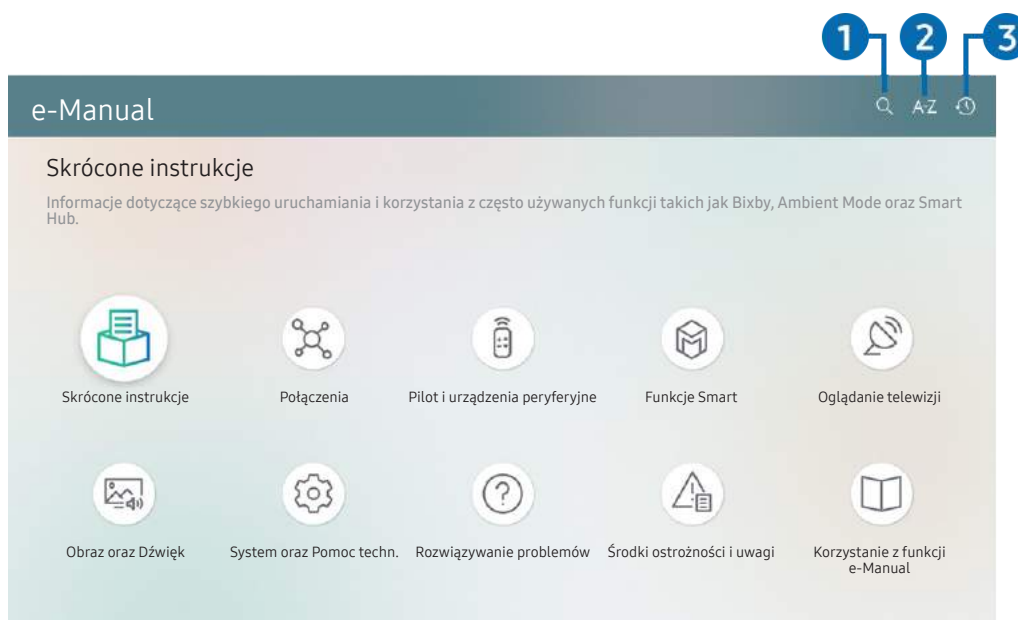 1 2 3
e-Manual A-Z
Skrócone instrukcje
Informacje dotyczące szybkiego uruchamiania i korzystania z często używanych funkcji takich jak Bixby, Ambient Mode oraz Smart
Hub.
Skrócone instrukcje Połączenia Pilot i urządzenia peryferyjne Funkcje Smart Oglądanie telewizji
Obraz oraz Dźwięk System oraz Pomoc techn. Rozwiązywanie problemów Środki ostrożności i uwagi Korzystanie z funkcji
e-Manual